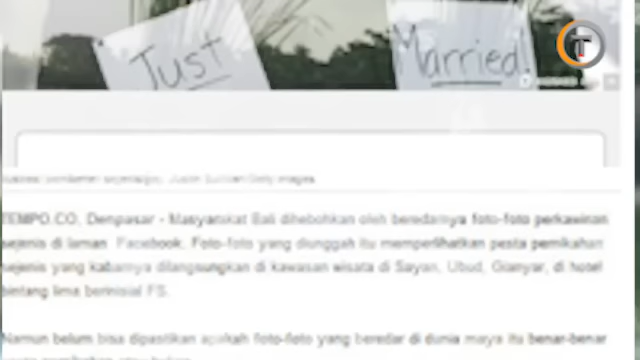 Just
Married!
T
TEMPO.CO, Denpasar - Masyarakat Bali dihebohkan oleh beredarnya foto-foto perkawinan
sejenis di laman Facebook. Foto-foto yang diunggah itu memperlihatkan pesta pernikahan
sejenis yang kabarnya dilangsungkan di kawasan wisata di Sayan, Ubud, Gianyar, di hotel
bintang lima berinisial FS.
Namun belum bisa dipastikan apakah foto-foto yang beredar di dunia maya itu benar-benar